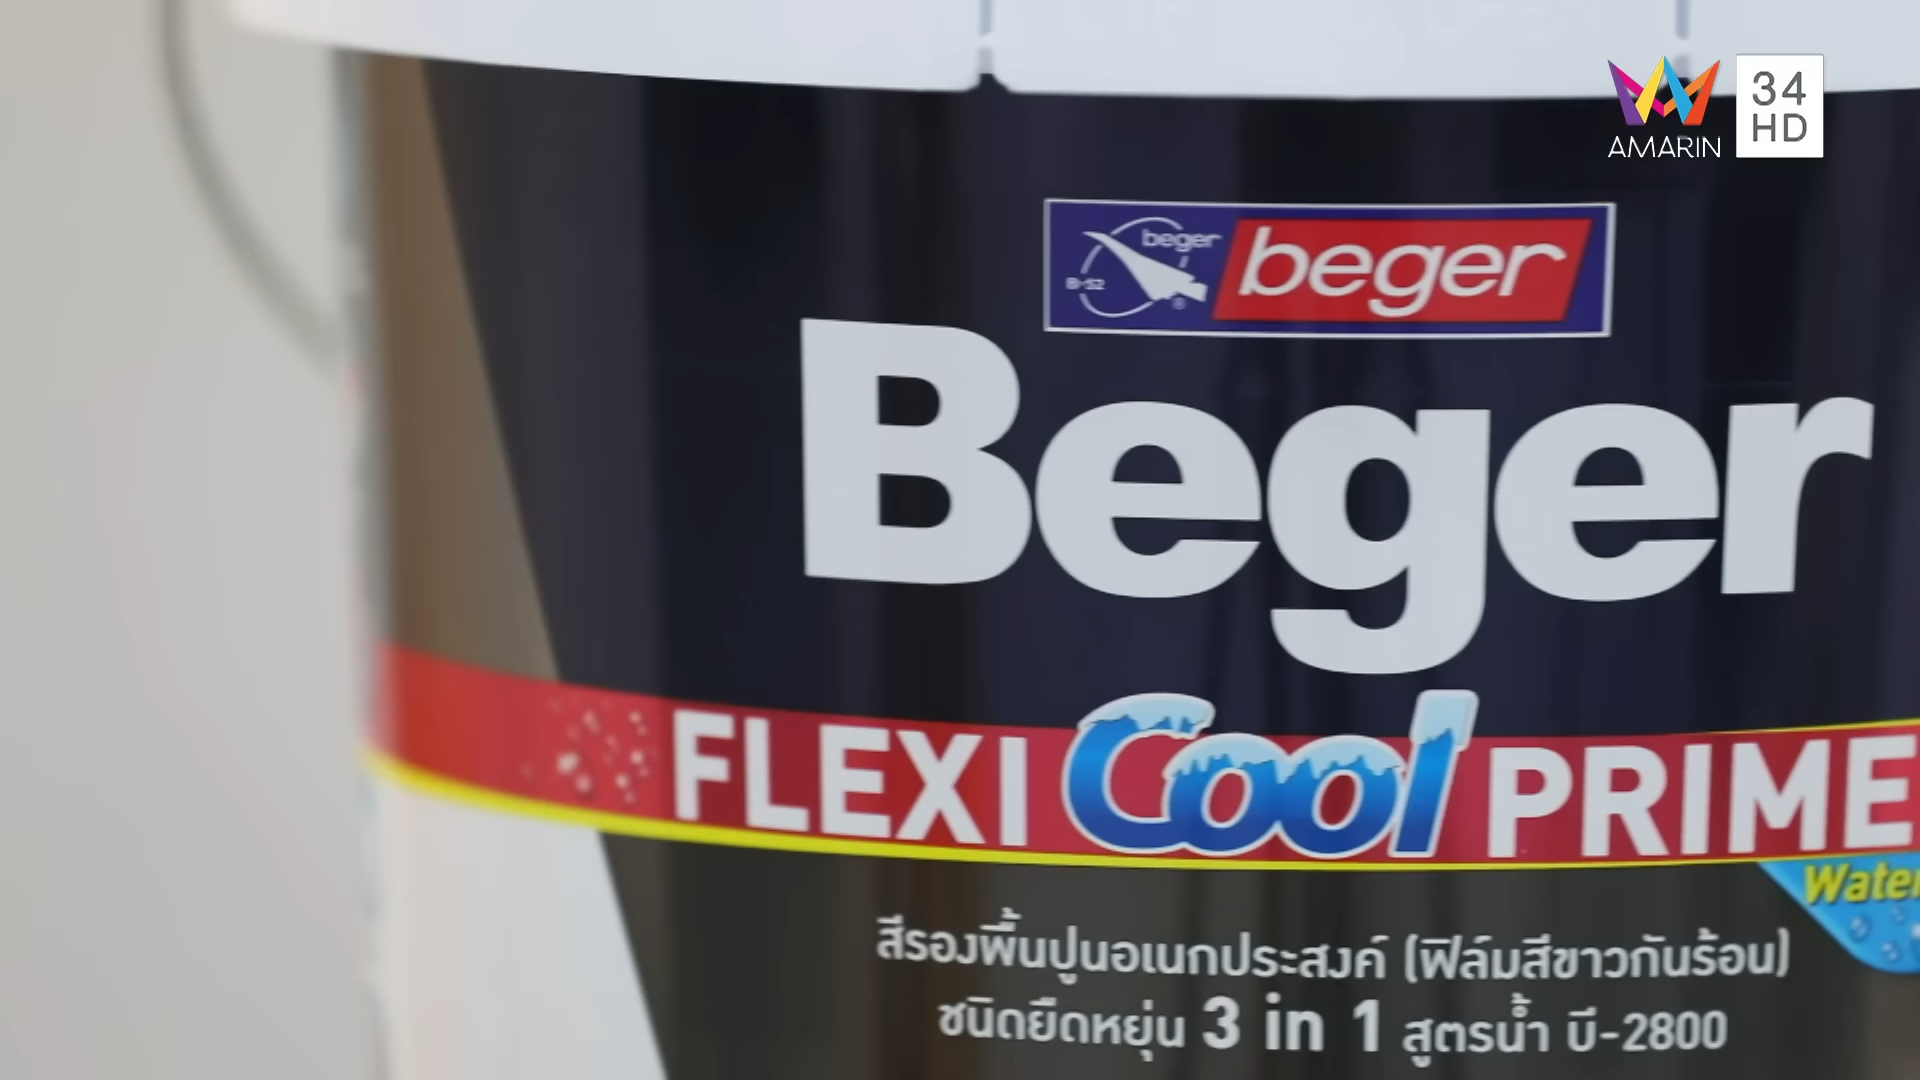 34
HD
AMARIN
beger
B-52
beger
Beger
FLEXI Cool PRIME
Water
สีรองพื้นปูนอเนกประสงค์ (ฟิล์มสีขาวกันร้อน)
ชนิดยืดหยุ่น 3 in 1 สูตรน้ำ บี-2800